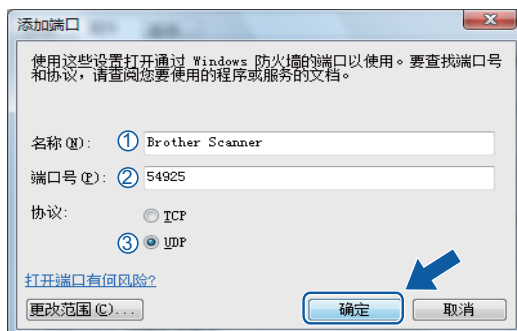 添加端口
使用这些设置打开通过 Windows 防火墙的端口以使用。要查找端口号
和协议，请查阅您要使用的程序或服务的文档。
名称(N): ① Brother Scanner
端口号(P): ② 54925
协议: TCP
③ UDP
打开端口有何风险?
更改范围(C)... 确定 取消